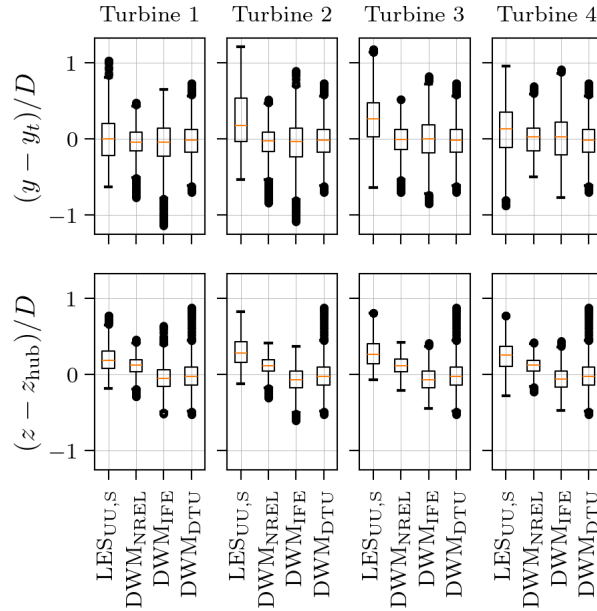 Turbine 1 Turbine 2 Turbine 3 Turbine 4
(y − y_t)/D
1
0
−1
(z − z_hub)/D
1
0
−1
LES_UU,S DWM_NREL DWM_IFE DWM_DTU LES_UU,S DWM_NREL DWM_IFE DWM_DTU LES_UU,S DWM_NREL DWM_IFE DWM_DTU LES_UU,S DWM_NREL DWM_IFE DWM_DTU